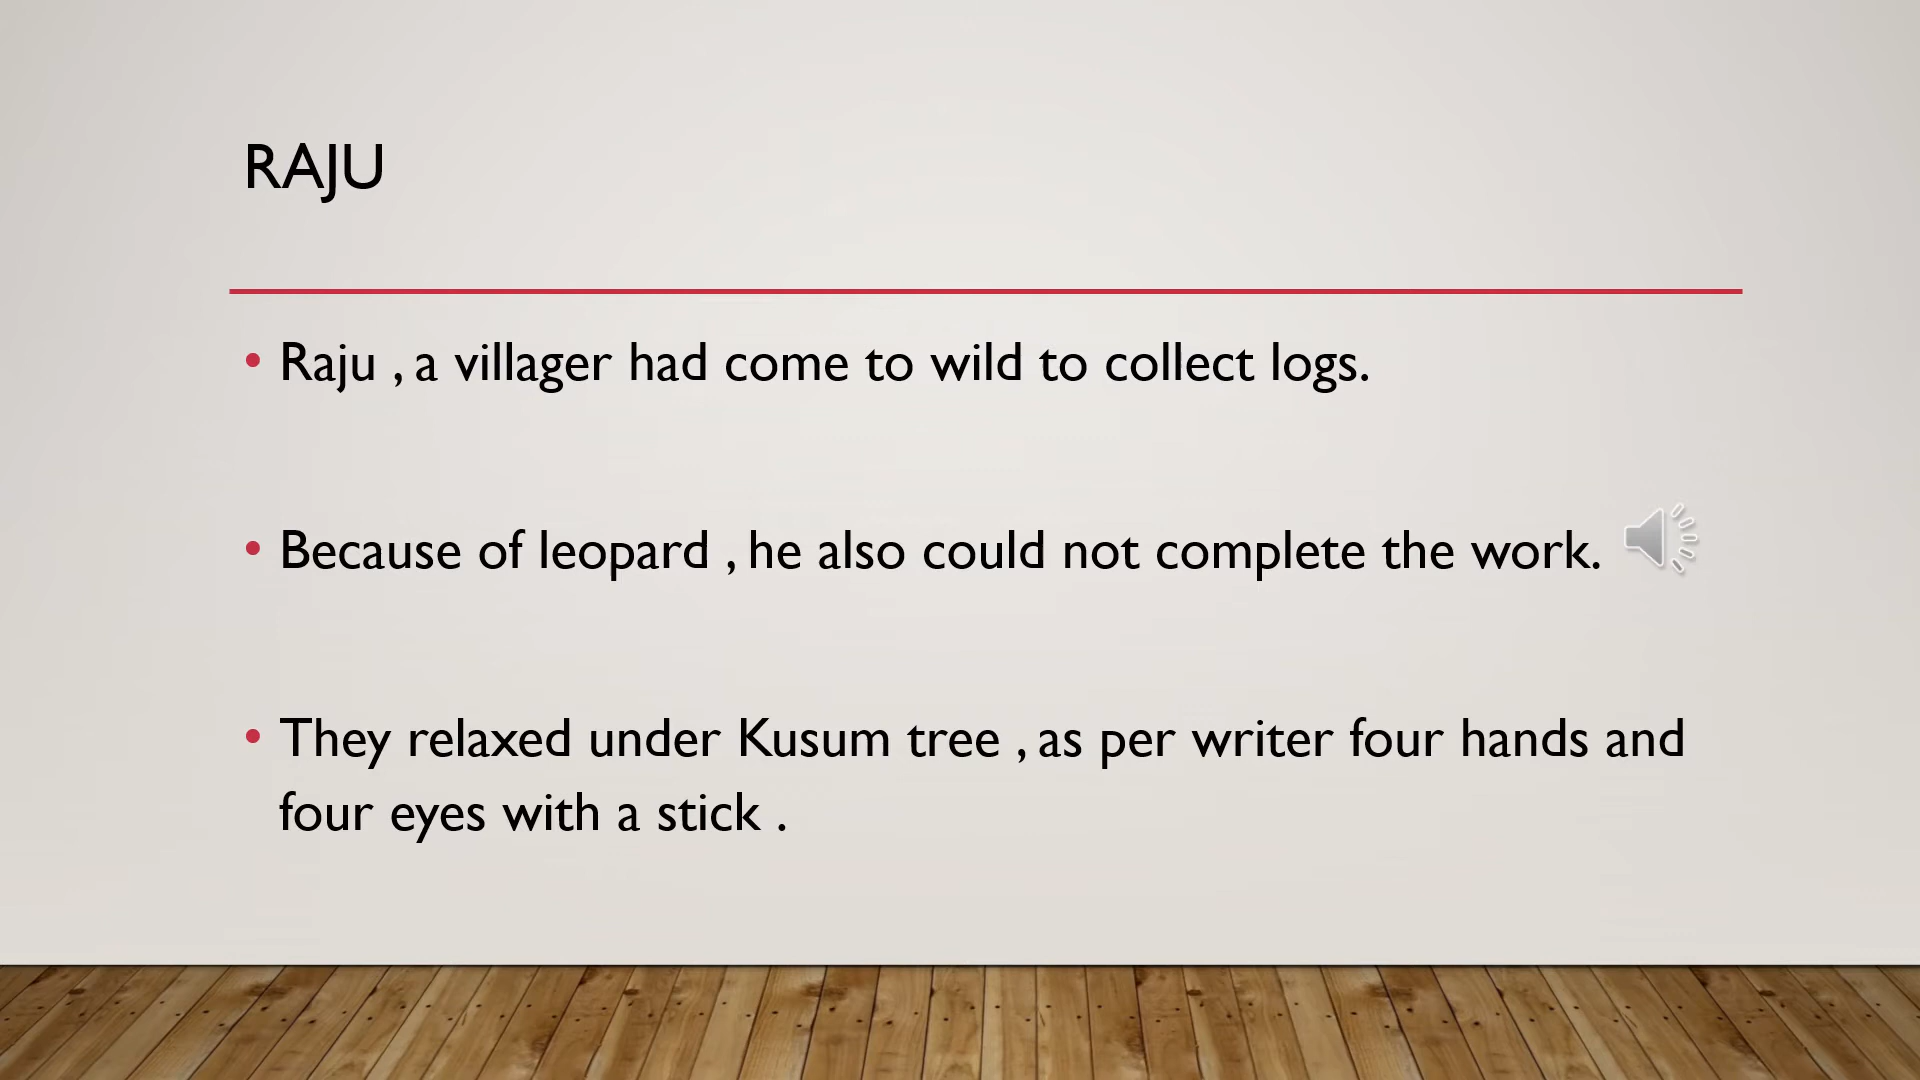 RAJU
• Raju , a villager had come to wild to collect logs.
• Because of leopard , he also could not complete the work.
• They relaxed under Kusum tree , as per writer four hands and
four eyes with a stick .